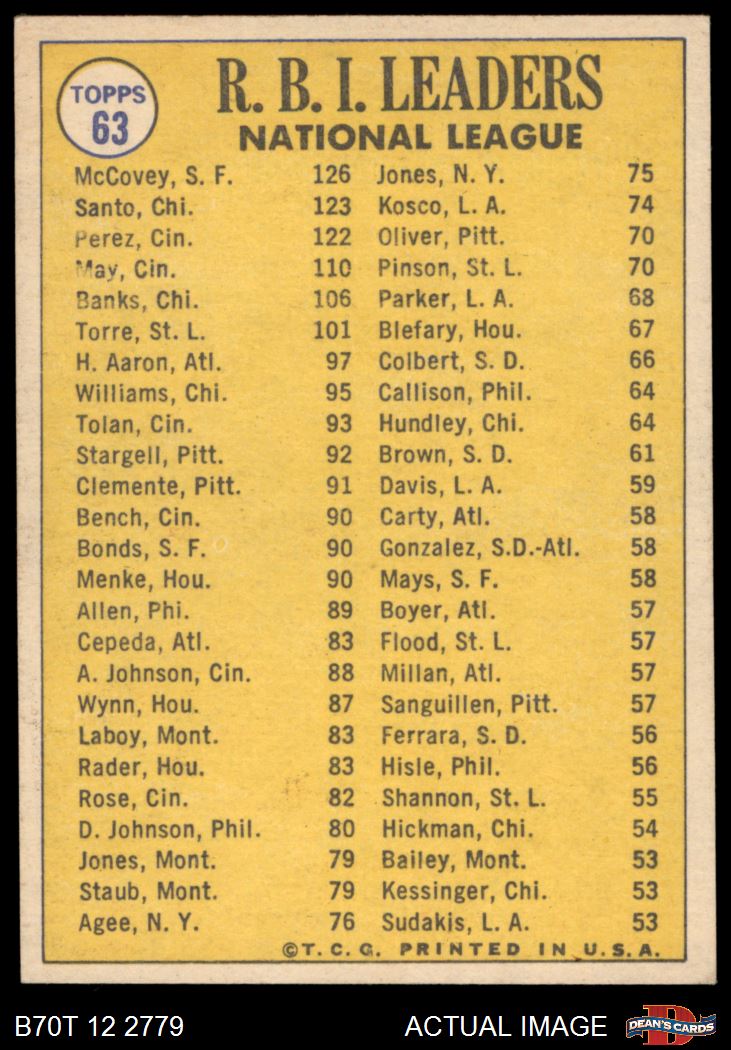 TOPPS
63
R. B. I. LEADERS
NATIONAL LEAGUE
McCovey, S. F. 126
Santo, Chi. 123
Perez, Cin. 122
May, Cin. 110
Banks, Chi. 106
Torre, St. L. 101
H. Aaron, Atl. 97
Williams, Chi. 95
Tolan, Cin. 93
Stargell, Pitt. 92
Clemente, Pitt. 91
Bench, Cin. 90
Bonds, S. F. 90
Menke, Hou. 90
Allen, Phi. 89
Cepeda, Atl. 83
A. Johnson, Cin. 88
Wynn, Hou. 87
Laboy, Mont. 83
Rader, Hou. 83
Rose, Cin. 82
D. Johnson, Phil. 80
Jones, Mont. 79
Staub, Mont. 79
Agee, N. Y. 76
Jones, N. Y. 75
Kosco, L. A. 74
Oliver, Pitt. 70
Pinson, St. L. 70
Parker, L. A. 68
Blefary, Hou. 67
Colbert, S. D. 66
Callison, Phil. 64
Hundley, Chi. 64
Brown, S. D. 61
Davis, L. A. 59
Carty, Atl. 58
Gonzalez, S.D.-Atl. 58
Mays, S. F. 58
Boyer, Atl. 57
Flood, St. L. 57
Millan, Atl. 57
Sanguillen, Pitt. 57
Ferrara, S. D. 56
Hisle, Phil. 56
Shannon, St. L. 55
Hickman, Chi. 54
Bailey, Mont. 53
Kessinger, Chi. 53
Sudakis, L. A. 53
©T. C. G. PRINTED IN U. S. A.
B70T 12 2779 ACTUAL IMAGE
D
DEAN'S CARDS